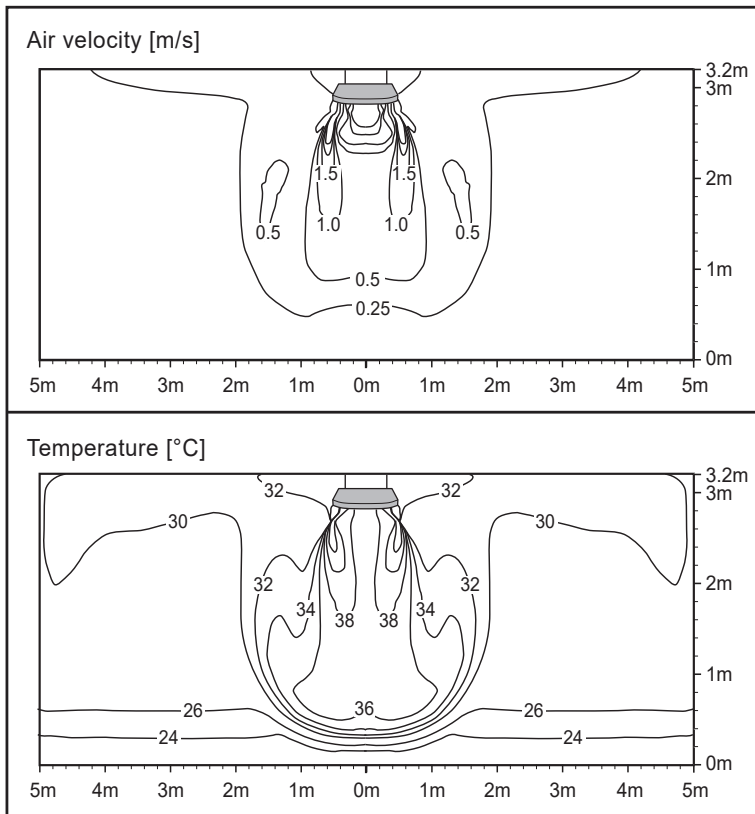 Air velocity [m/s]
3.2m
3m
1.5 1.5
2m
0.5 1.0 1.0 0.5
1m
0.5
0.25
0m
5m 4m 3m 2m 1m 0m 1m 2m 3m 4m 5m
Temperature [°C]
3.2m
32 32
3m
30 30
32 32
2m
34 34
38 38
1m
36
26 26
24 24
0m
5m 4m 3m 2m 1m 0m 1m 2m 3m 4m 5m